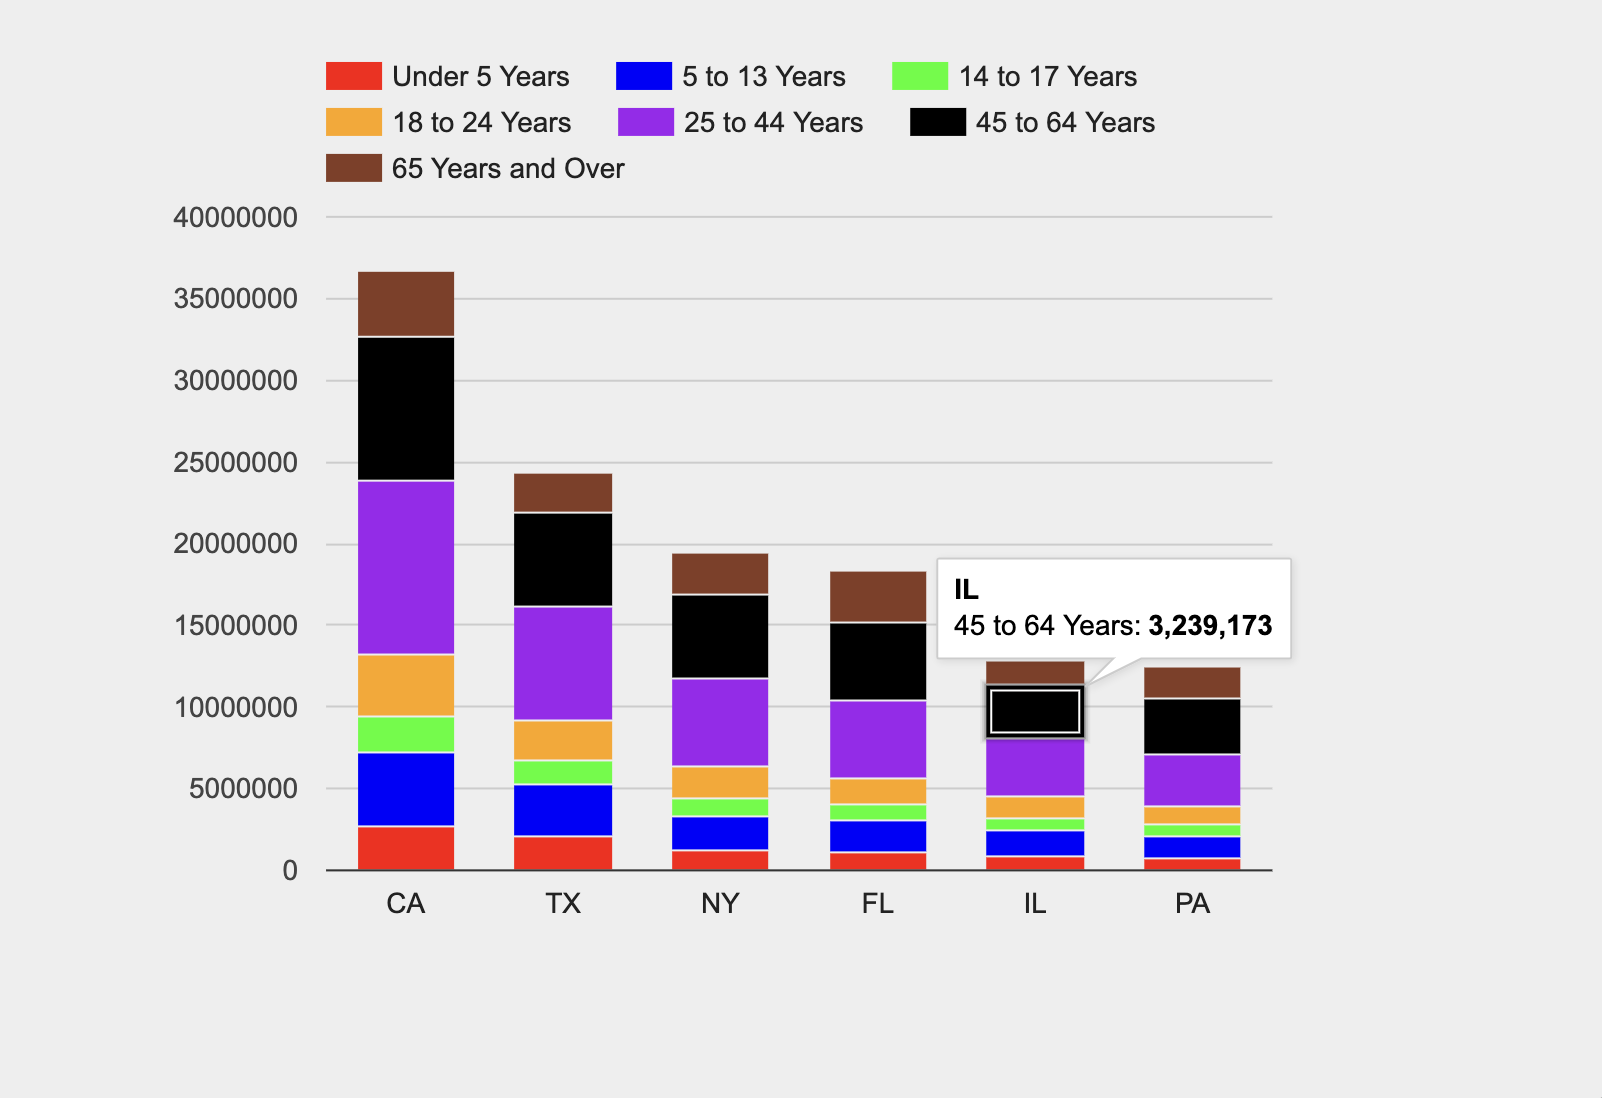 Under 5 Years 5 to 13 Years 14 to 17 Years
18 to 24 Years 25 to 44 Years 45 to 64 Years
65 Years and Over
40000000
35000000
30000000
25000000
20000000
15000000
10000000
5000000
0
IL
45 to 64 Years: 3,239,173
CA TX NY FL IL PA